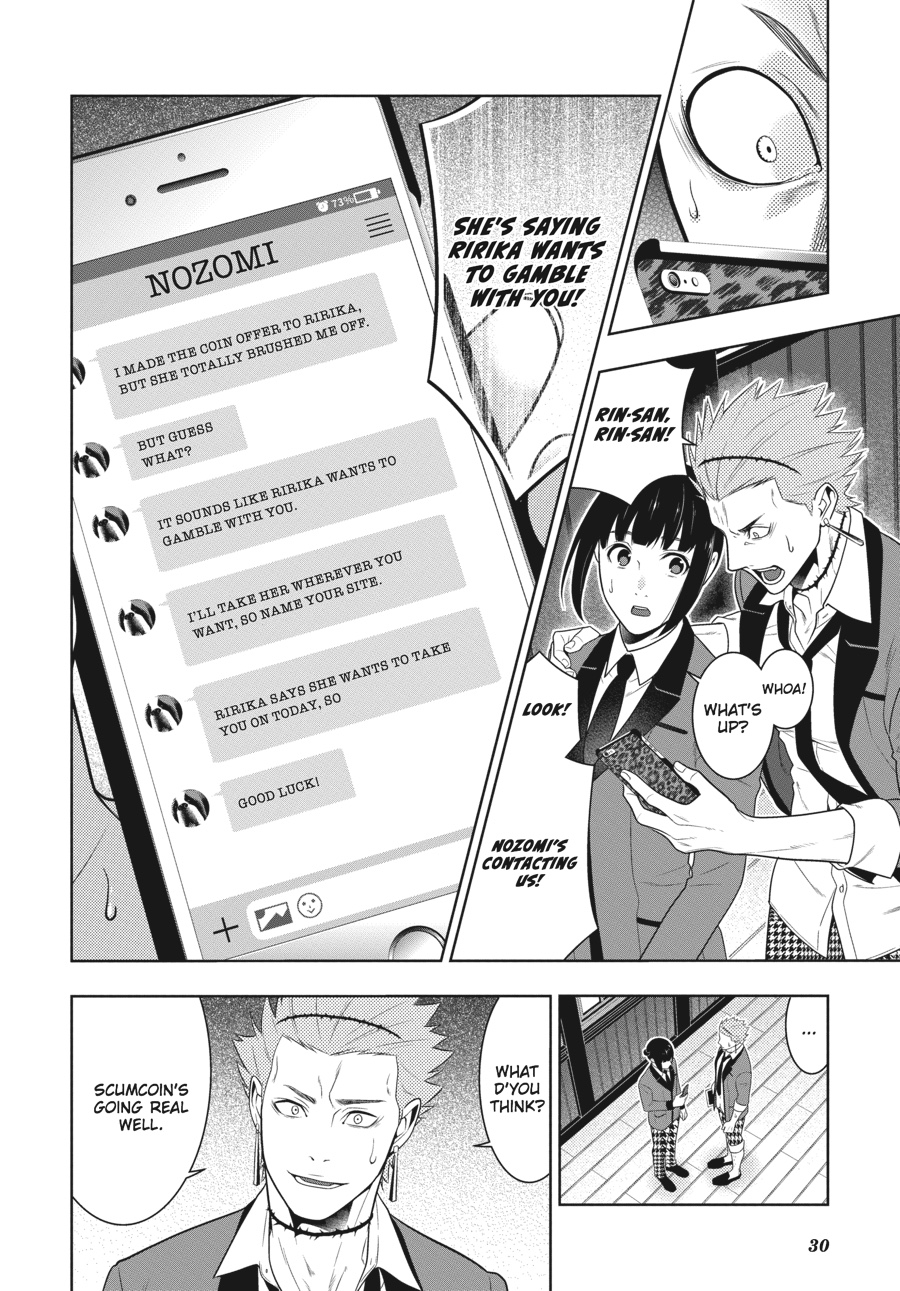 RIN-SAN,
RIN-SAN!
WHOA!
WHAT'S
UP?
LOOK!
NOZOMI'S
CONTACTING
US!
SHE'S SAYING
RIRIKA WANTS
TO GAMBLE
WITH YOU!
73%
NOZOMI
I MADE THE COIN OFFER TO RIRIKA,
BUT SHE TOTALLY BRUSHED ME OFF.
BUT GUESS
WHAT?
IT SOUNDS LIKE RIRIKA WANTS TO
GAMBLE WITH YOU.
I'LL TAKE HER WHEREVER YOU
WANT, SO NAME YOUR SITE.
RIRIKA SAYS SHE WANTS TO TAKE
YOU ON TODAY, SO
GOOD LUCK!
...
WHAT
D'YOU
THINK?
SCUMCOIN'S
GOING REAL
WELL.
30